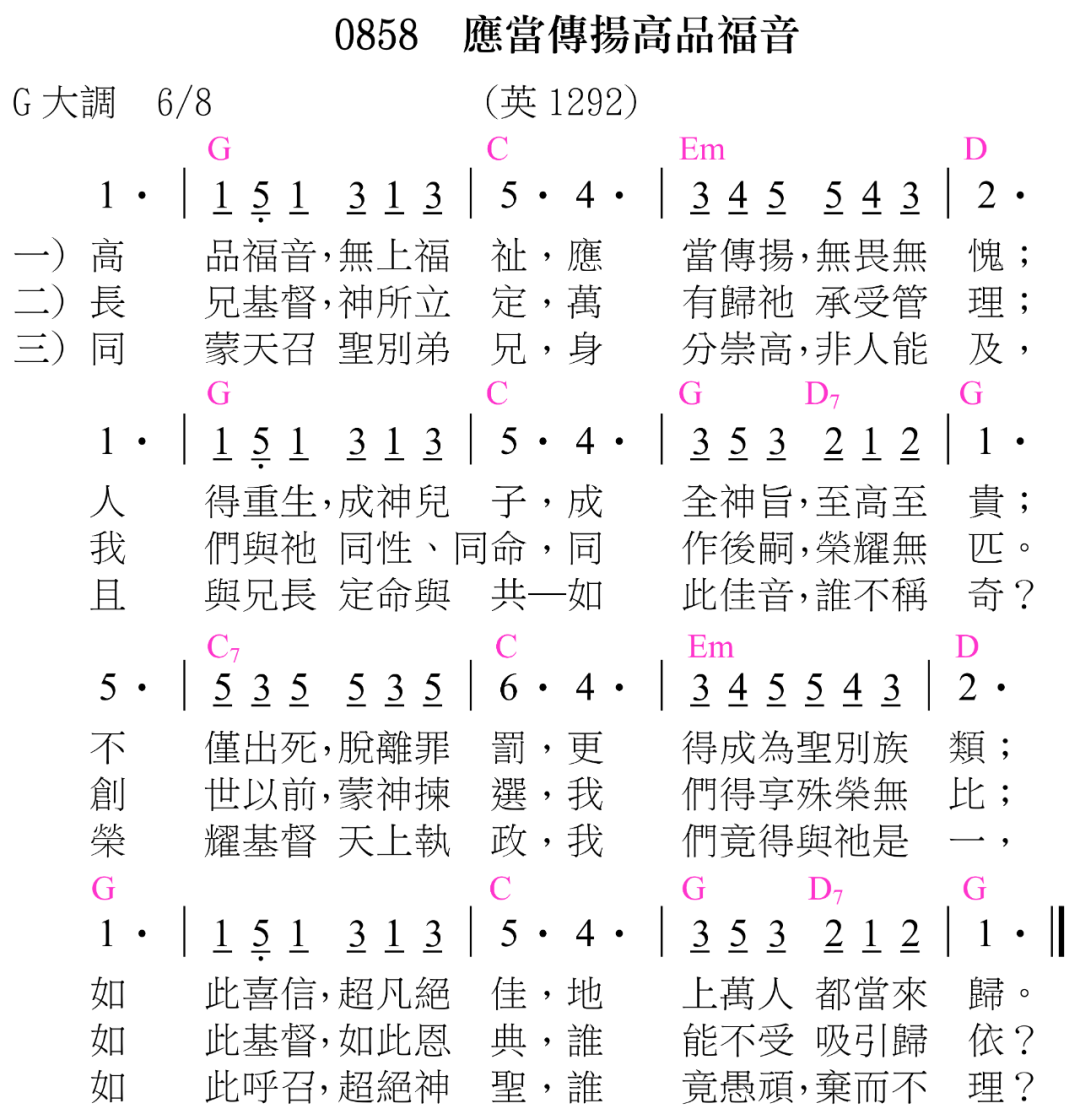 0858　應當傳揚高品福音
G 大調　6/8　(英 1292)
G C Em D
1 · | 1 5̣ 1 3 1 3 | 5 · 4 · | 3 4 5 5 4 3 | 2 ·
一) 高 品福音,無上福 祉,應 當傳揚,無畏無 愧;
二) 長 兄基督,神所立 定,萬 有歸祂 承受管 理;
三) 同 蒙天召 聖別弟 兄,身 分崇高,非人能 及,
G C G D₇ G
1 · | 1 5̣ 1 3 1 3 | 5 · 4 · | 3 5 3 2 1 2 | 1 ·
人 得重生,成神兒 子,成 全神旨,至高至 貴;
我 們與祂 同性、同命,同 作後嗣,榮耀無 匹。
且 與兄長 定命與 共—如 此佳音,誰不稱 奇?
C₇ C Em D
5 · | 5 3 5 5 3 5 | 6 · 4 · | 3 4 5 5 4 3 | 2 ·
不 僅出死,脫離罪 罰,更 得成為聖別族 類;
創 世以前,蒙神揀 選,我 們得享殊榮無 比;
榮 耀基督 天上執 政,我 們竟得與祂是 一,
G C G D₇ G
1 · | 1 5̣ 1 3 1 3 | 5 · 4 · | 3 5 3 2 1 2 | 1 · ‖
如 此喜信,超凡絕 佳,地 上萬人 都當來 歸。
如 此基督,如此恩 典,誰 能不受 吸引歸 依?
如 此呼召,超絕神 聖,誰 竟愚頑,棄而不 理?